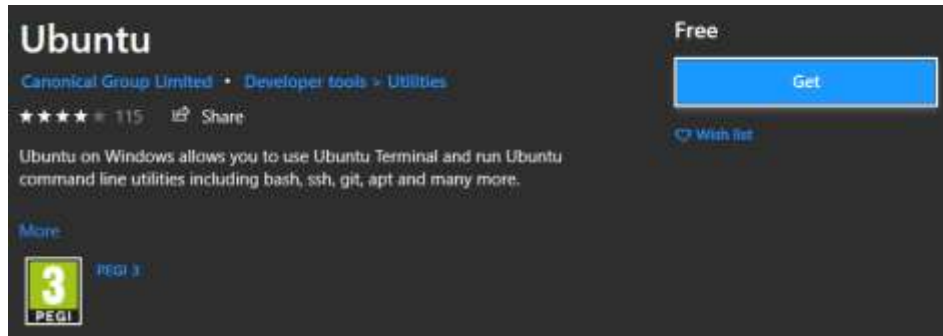 Ubuntu
Canonical Group Limited • Developer tools > Utilities
★★★★★ 115 Share
Ubuntu on Windows allows you to use Ubuntu Terminal and run Ubuntu
command line utilities including bash, ssh, git, apt and many more.
More
3
PEGI
PEGI 3
Free
Get
Wish list